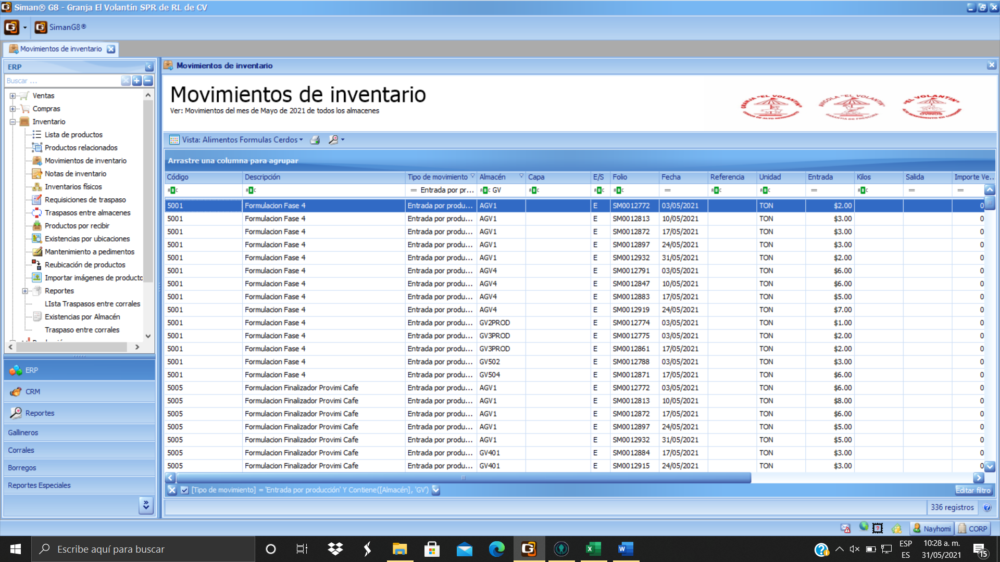 Siman® G8 - Granja El Volantín SPR de RL de CV
SimanG8®
Movimientos de inventario
ERP
Buscar ...
Ventas
Compras
Inventario
Lista de productos
Productos relacionados
Movimientos de inventario
Notas de inventario
Inventarios físicos
Requisiciones de traspaso
Traspasos entre almacenes
Productos por recibir
Existencias por ubicaciones
Mantenimiento a pedimentos
Reubicación de productos
Importar imágenes de producto
Reportes
LIsta Traspasos entre corrales
Existencias por Almacén
Traspaso entre corrales
ERP
CRM
Reportes
Gallineros
Corrales
Borregos
Reportes Especiales
Movimientos de inventario
Movimientos de inventario
Ver: Movimientos del mes de Mayo de 2021 de todos los almacenes
GRANJA "EL VOLANTIN"
AVICOLA "EL VOLANTIN"
"EL VOLANTIN"
OVINOS
Vista: Alimentos Formulas Cerdos
Arrastre una columna para agrupar
Código Descripción Tipo de movimiento Almacén Capa E/S Folio Fecha Referencia Unidad Entrada Kilos Salida Importe Ve...
= Entrada por pr... GV
5001 Formulacion Fase 4 Entrada por produ... AGV1 E SM0012772 03/05/2021 TON $2.00 0
5001 Formulacion Fase 4 Entrada por produ... AGV1 E SM0012813 10/05/2021 TON $3.00 0
5001 Formulacion Fase 4 Entrada por produ... AGV1 E SM0012872 17/05/2021 TON $3.00 0
5001 Formulacion Fase 4 Entrada por produ... AGV1 E SM0012897 24/05/2021 TON $3.00 0
5001 Formulacion Fase 4 Entrada por produ... AGV1 E SM0012932 31/05/2021 TON $2.00 0
5001 Formulacion Fase 4 Entrada por produ... AGV4 E SM0012791 03/05/2021 TON $6.00 0
5001 Formulacion Fase 4 Entrada por produ... AGV4 E SM0012847 10/05/2021 TON $6.00 0
5001 Formulacion Fase 4 Entrada por produ... AGV4 E SM0012883 17/05/2021 TON $5.00 0
5001 Formulacion Fase 4 Entrada por produ... AGV4 E SM0012919 24/05/2021 TON $7.00 0
5001 Formulacion Fase 4 Entrada por produ... GV2PROD E SM0012774 03/05/2021 TON $1.00 0
5001 Formulacion Fase 4 Entrada por produ... GV3PROD E SM0012775 03/05/2021 TON $2.00 0
5001 Formulacion Fase 4 Entrada por produ... GV3PROD E SM0012861 17/05/2021 TON $2.00 0
5001 Formulacion Fase 4 Entrada por produ... GV502 E SM0012788 03/05/2021 TON $3.00 0
5001 Formulacion Fase 4 Entrada por produ... GV504 E SM0012871 17/05/2021 TON $6.00 0
5005 Formulacion Finalizador Provimi Cafe Entrada por produ... AGV1 E SM0012772 03/05/2021 TON $6.00 0
5005 Formulacion Finalizador Provimi Cafe Entrada por produ... AGV1 E SM0012813 10/05/2021 TON $8.00 0
5005 Formulacion Finalizador Provimi Cafe Entrada por produ... AGV1 E SM0012872 17/05/2021 TON $6.00 0
5005 Formulacion Finalizador Provimi Cafe Entrada por produ... AGV1 E SM0012897 24/05/2021 TON $5.00 0
5005 Formulacion Finalizador Provimi Cafe Entrada por produ... AGV1 E SM0012932 31/05/2021 TON $5.00 0
5005 Formulacion Finalizador Provimi Cafe Entrada por produ... GV401 E SM0012884 17/05/2021 TON $3.00 0
5005 Formulacion Finalizador Provimi Cafe Entrada por produ... GV401 E SM0012915 24/05/2021 TON $3.00 0
[Tipo de movimiento] = 'Entrada por producción' Y Contiene([Almacén], 'GV')
Editar filtro
336 registros
Nayhomi
CORP
Escribe aquí para buscar
ESP
ES
10:28 a. m.
31/05/2021
15